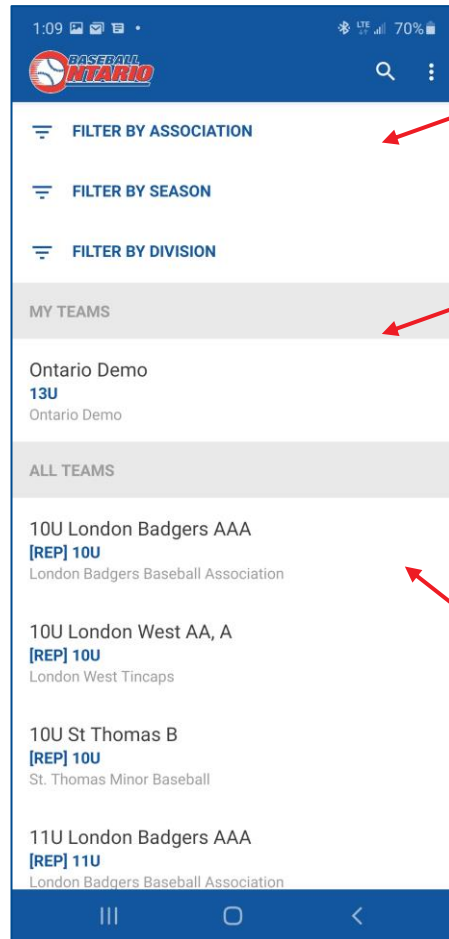 1:09
LTE 70%
BASEBALL
ONTARIO
FILTER BY ASSOCIATION
FILTER BY SEASON
FILTER BY DIVISION
MY TEAMS
Ontario Demo
13U
Ontario Demo
ALL TEAMS
10U London Badgers AAA
[REP] 10U
London Badgers Baseball Association
10U London West AA, A
[REP] 10U
London West Tincaps
10U St Thomas B
[REP] 10U
St. Thomas Minor Baseball
11U London Badgers AAA
[REP] 11U
London Badgers Baseball Association